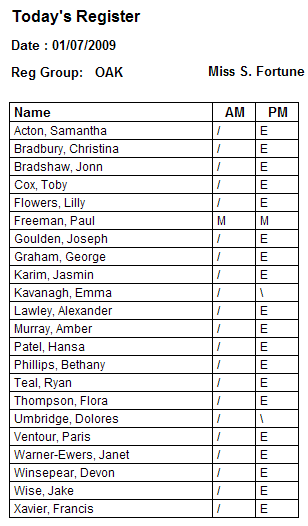 Today's Register
Date : 01/07/2009
Reg Group: OAK Miss S. Fortune
Name AM PM
Acton, Samantha / E
Bradbury, Christina / E
Bradshaw, Jonn / E
Cox, Toby / E
Flowers, Lilly / E
Freeman, Paul M M
Goulden, Joseph / E
Graham, George / E
Karim, Jasmin / E
Kavanagh, Emma / \
Lawley, Alexander / E
Murray, Amber / E
Patel, Hansa / E
Phillips, Bethany / E
Teal, Ryan / E
Thompson, Flora / E
Umbridge, Dolores / \
Ventour, Paris / E
Warner-Ewers, Janet / E
Winsepear, Devon / E
Wise, Jake / E
Xavier, Francis / E